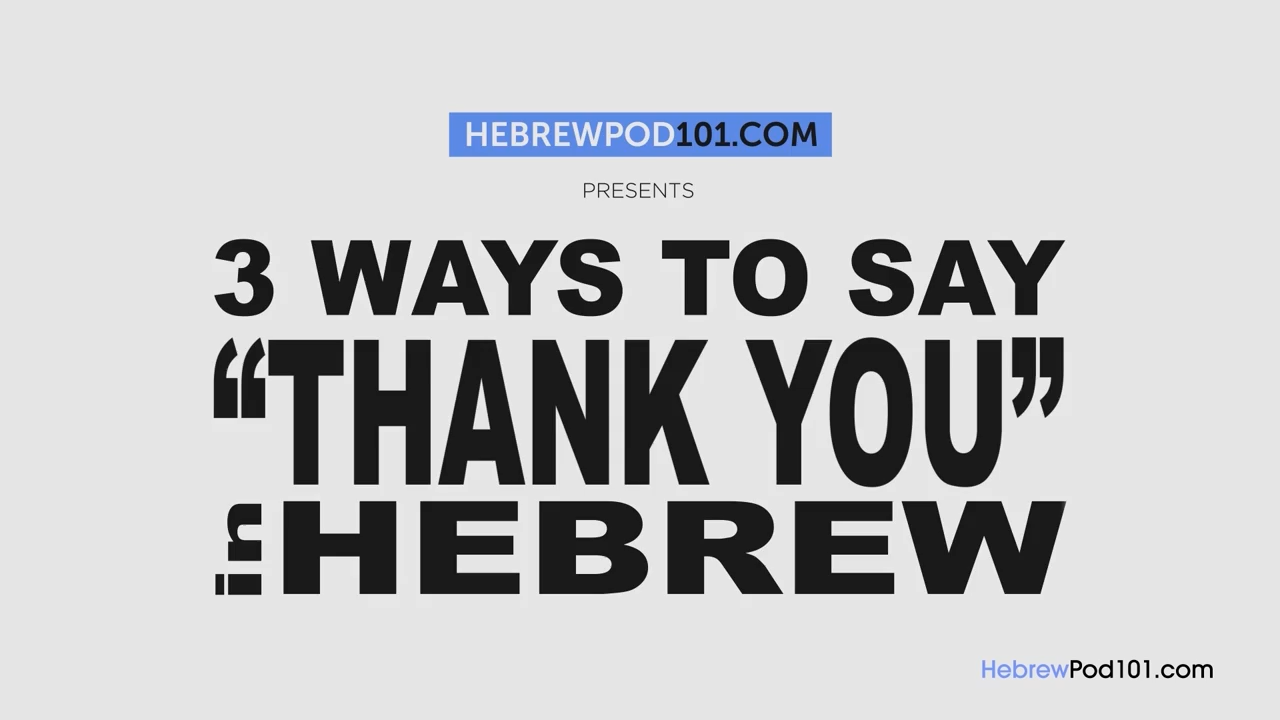 HEBREWPOD101.COM
PRESENTS
3 WAYS TO SAY
“THANK YOU”
in HEBREW
HebrewPod101.com